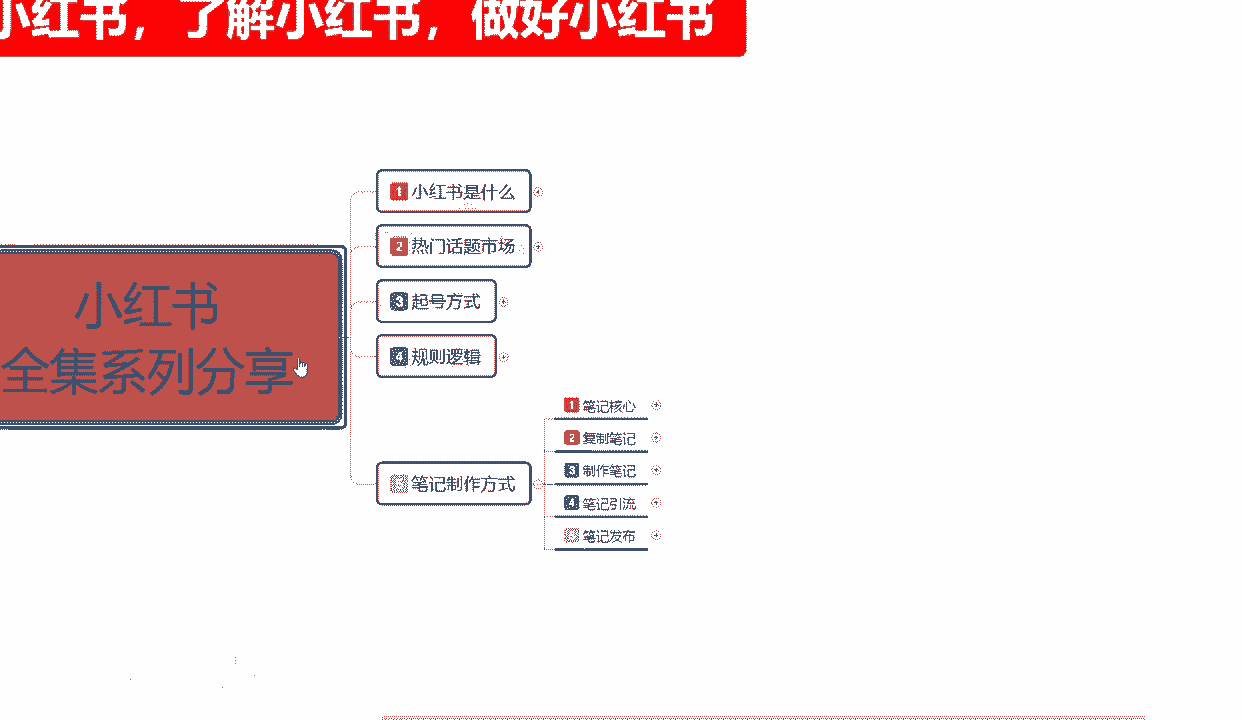 小红书，了解小红书，做好小红书
1 小红书是什么
2 热门话题市场
3 起号方式
4 规则逻辑
小红书
全集系列分享
1 笔记核心
2 复制笔记
3 制作笔记
4 笔记引流
笔记发布
笔记制作方式